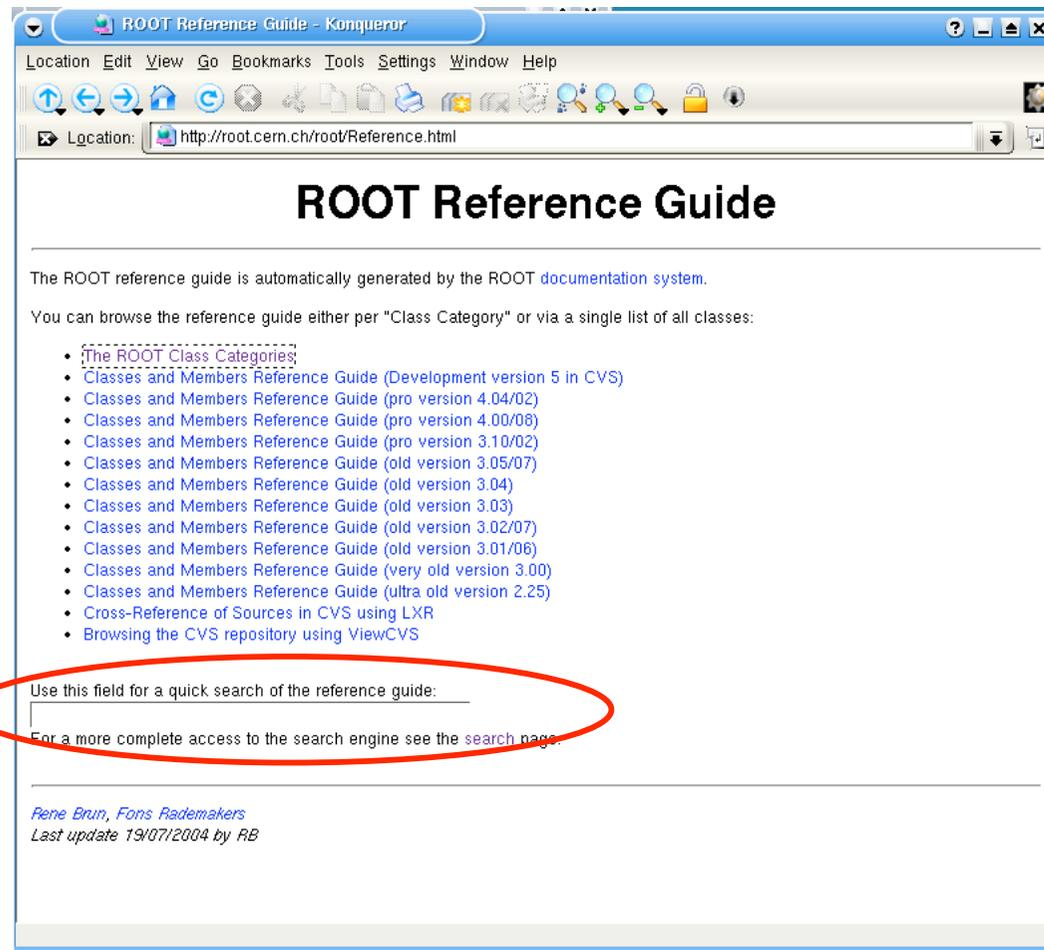 ROOT Reference Guide - Konqueror
Location Edit View Go Bookmarks Tools Settings Window Help
Location: http://root.cern.ch/root/Reference.html
ROOT Reference Guide
The ROOT reference guide is automatically generated by the ROOT documentation system.
You can browse the reference guide either per "Class Category" or via a single list of all classes:
• The ROOT Class Categories
• Classes and Members Reference Guide (Development version 5 in CVS)
• Classes and Members Reference Guide (pro version 4.04/02)
• Classes and Members Reference Guide (pro version 4.00/08)
• Classes and Members Reference Guide (pro version 3.10/02)
• Classes and Members Reference Guide (old version 3.05/07)
• Classes and Members Reference Guide (old version 3.04)
• Classes and Members Reference Guide (old version 3.03)
• Classes and Members Reference Guide (old version 3.02/07)
• Classes and Members Reference Guide (old version 3.01/06)
• Classes and Members Reference Guide (very old version 3.00)
• Classes and Members Reference Guide (ultra old version 2.25)
• Cross-Reference of Sources in CVS using LXR
• Browsing the CVS repository using ViewCVS
Use this field for a quick search of the reference guide:
For a more complete access to the search engine see the search page.
Rene Brun, Fons Rademakers
Last update 19/07/2004 by RB